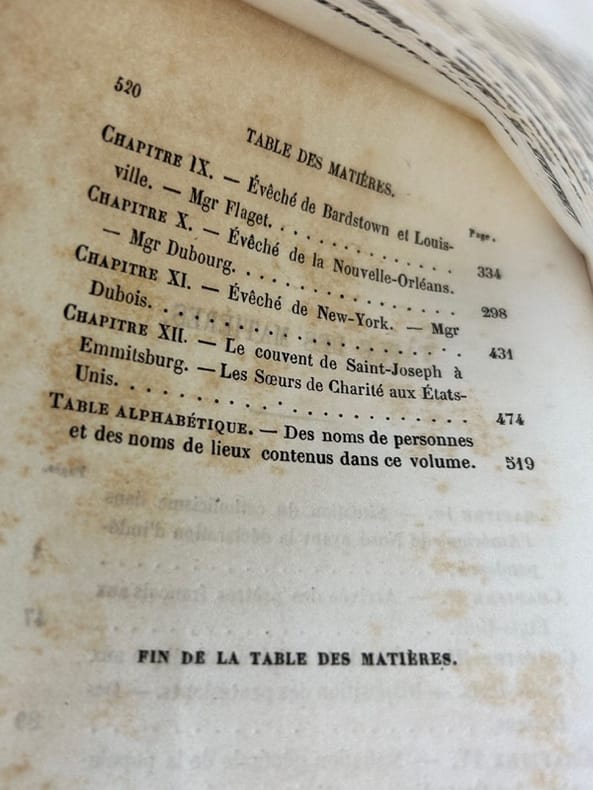 520
TABLE DES MATIÈRES.
Page.
CHAPITRE IX. — Évêché de Bardstown et Louis-
ville. — Mgr Flaget. . . . . . . . . . . . . . 334
CHAPITRE X. — Évêché de la Nouvelle-Orléans.
— Mgr Dubourg. . . . . . . . . . . . . . . . 298
CHAPITRE XI. — Évêché de New-York. — Mgr
Dubois. . . . . . . . . . . . . . . . . . . . 431
CHAPITRE XII. — Le couvent de Saint-Joseph à
Emmitsburg. — Les Sœurs de Charité aux États-
Unis. . . . . . . . . . . . . . . . . . . . . 474
TABLE ALPHABÉTIQUE. — Des noms de personnes
et des noms de lieux contenus dans ce volume. 519
FIN DE LA TABLE DES MATIÈRES.